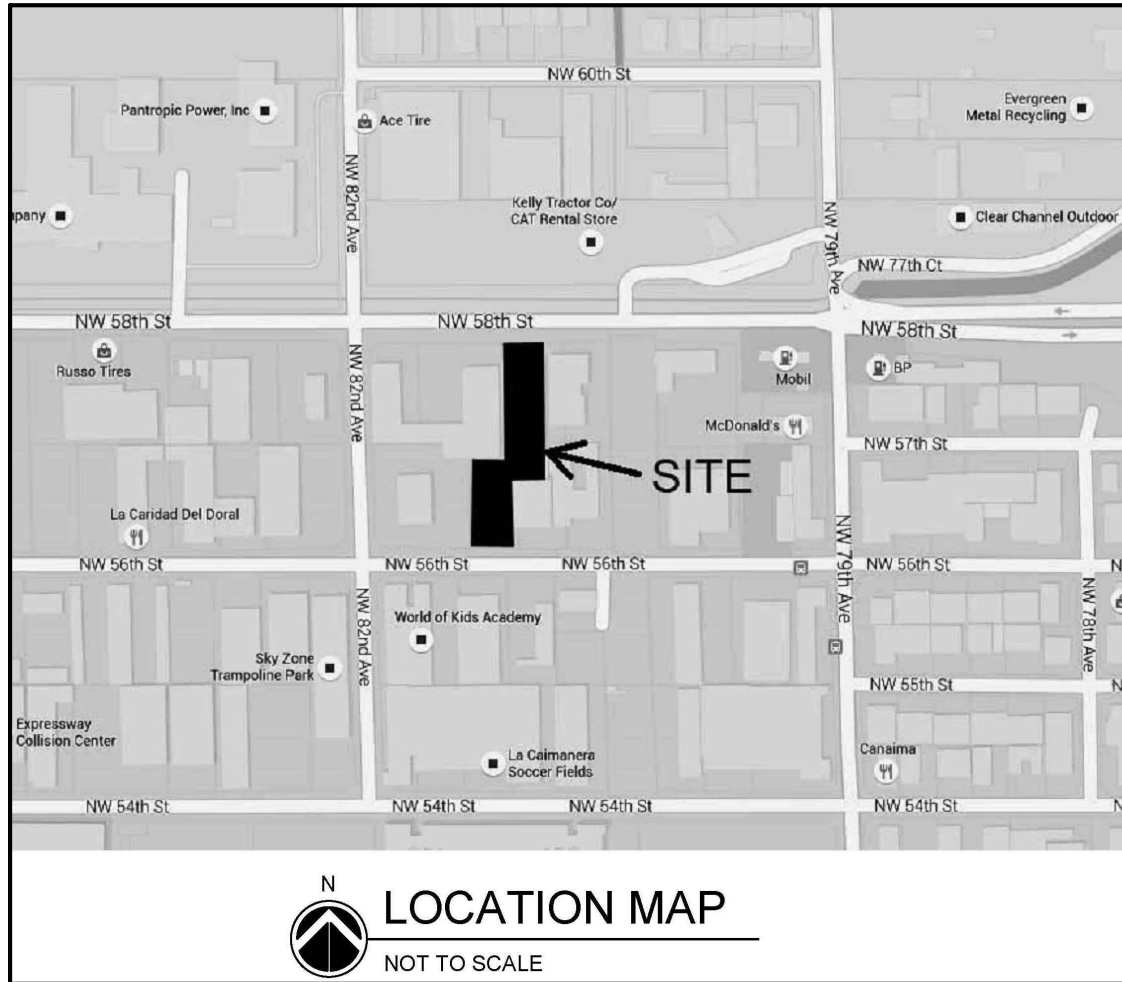 NW 60th St
Pantropic Power, Inc
Ace Tire
Evergreen
Metal Recycling
NW 82nd Ave
Kelly Tractor Co/
CAT Rental Store
NW 79th Ave
mpany
Clear Channel Outdoor
NW 77th Ct
NW 58th St
NW 58th St
NW 58th St
Russo Tires
NW 82nd Ave
Mobil
BP
McDonald's
NW 57th St
SITE
La Caridad Del Doral
NW 56th St
NW 56th St
NW 56th St
NW 56th St
N
NW 79th Ave
NW 78th Ave
World of Kids Academy
NW 82nd Ave
Sky Zone
Trampoline Park
NW 55th St
N
Expressway
Collision Center
La Caimanera
Soccer Fields
Canaima
NW 54th St
NW 54th St
NW 54th St
NW 54th St
N
N
LOCATION MAP
NOT TO SCALE